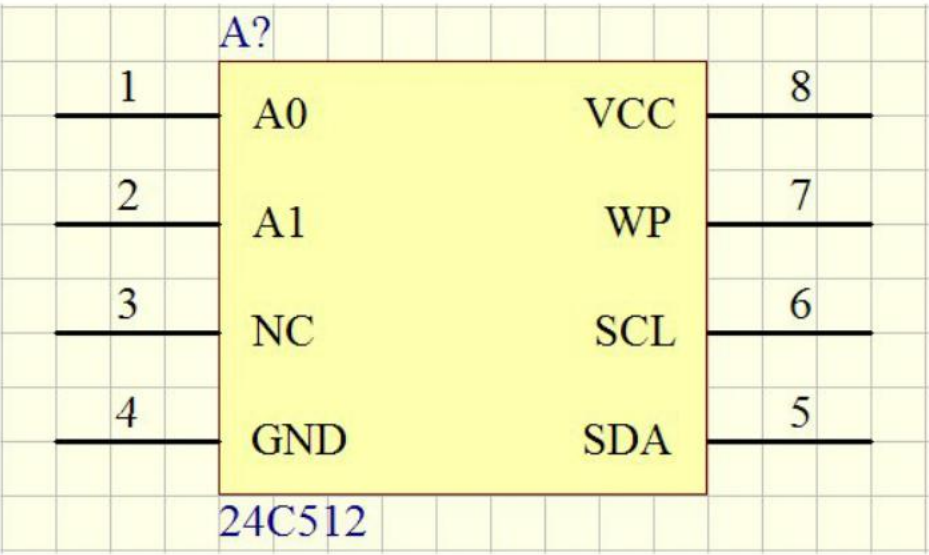 A?
1 A0 VCC 8
2 A1 WP 7
3 NC SCL 6
4 GND SDA 5
24C512